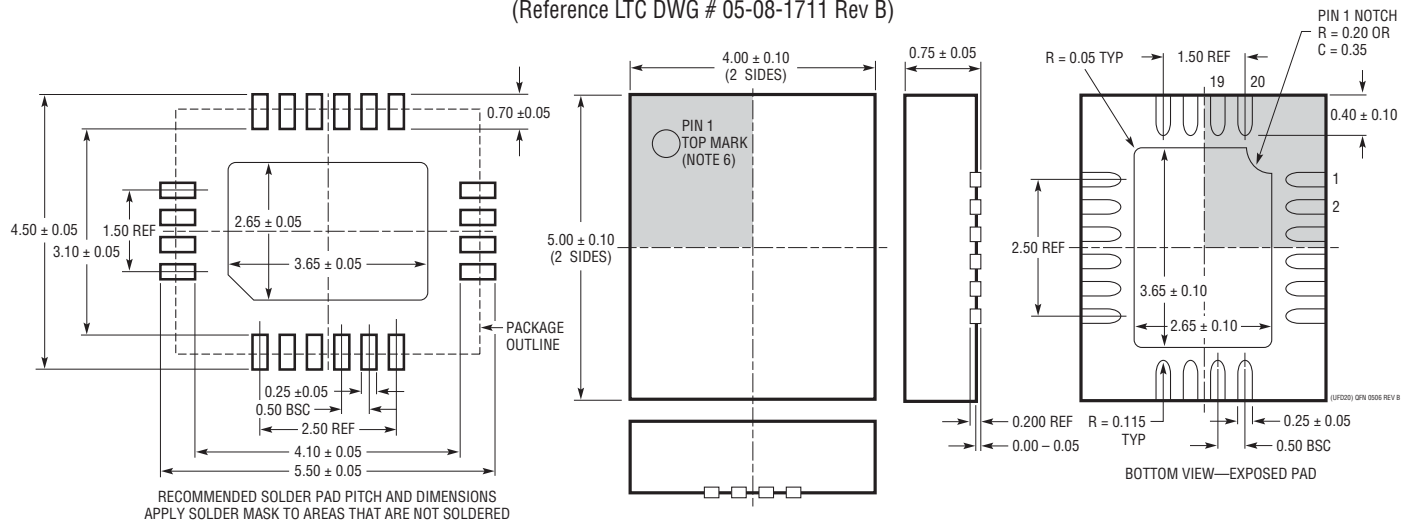 (Reference LTC DWG # 05-08-1711 Rev B)
4.50 ± 0.05
3.10 ± 0.05
1.50 REF
2.65 ± 0.05
3.65 ± 0.05
0.70 ±0.05
PACKAGE
OUTLINE
0.25 ±0.05
0.50 BSC
2.50 REF
4.10 ± 0.05
5.50 ± 0.05
RECOMMENDED SOLDER PAD PITCH AND DIMENSIONS
APPLY SOLDER MASK TO AREAS THAT ARE NOT SOLDERED
4.00 ± 0.10
(2 SIDES)
PIN 1
TOP MARK
(NOTE 6)
5.00 ± 0.10
(2 SIDES)
0.75 ± 0.05
0.200 REF
0.00 – 0.05
R = 0.05 TYP
1.50 REF
PIN 1 NOTCH
R = 0.20 OR
C = 0.35
19 20
0.40 ± 0.10
1
2
2.50 REF
3.65 ± 0.10
2.65 ± 0.10
(UFD20) QFN 0506 REV B
R = 0.115
TYP
0.25 ± 0.05
0.50 BSC
BOTTOM VIEW—EXPOSED PAD